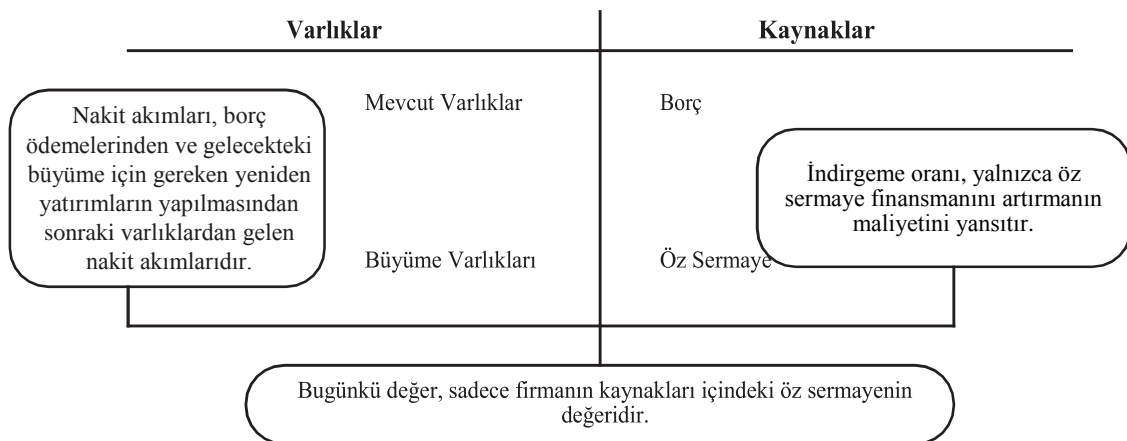 Varlıklar
Kaynaklar
Mevcut Varlıklar
Borç
Nakit akımları, borç
ödemelerinden ve gelecekteki
büyüme için gereken yeniden
yatırımların yapılmasından
sonraki varlıklardan gelen
nakit akımlarıdır.
İndirgeme oranı, yalnızca öz
sermaye finansmanını artırmanın
maliyetini yansıtır.
Büyüme Varlıkları
Öz Sermaye
Bugünkü değer, sadece firmanın kaynakları içindeki öz sermayenin
değeridir.